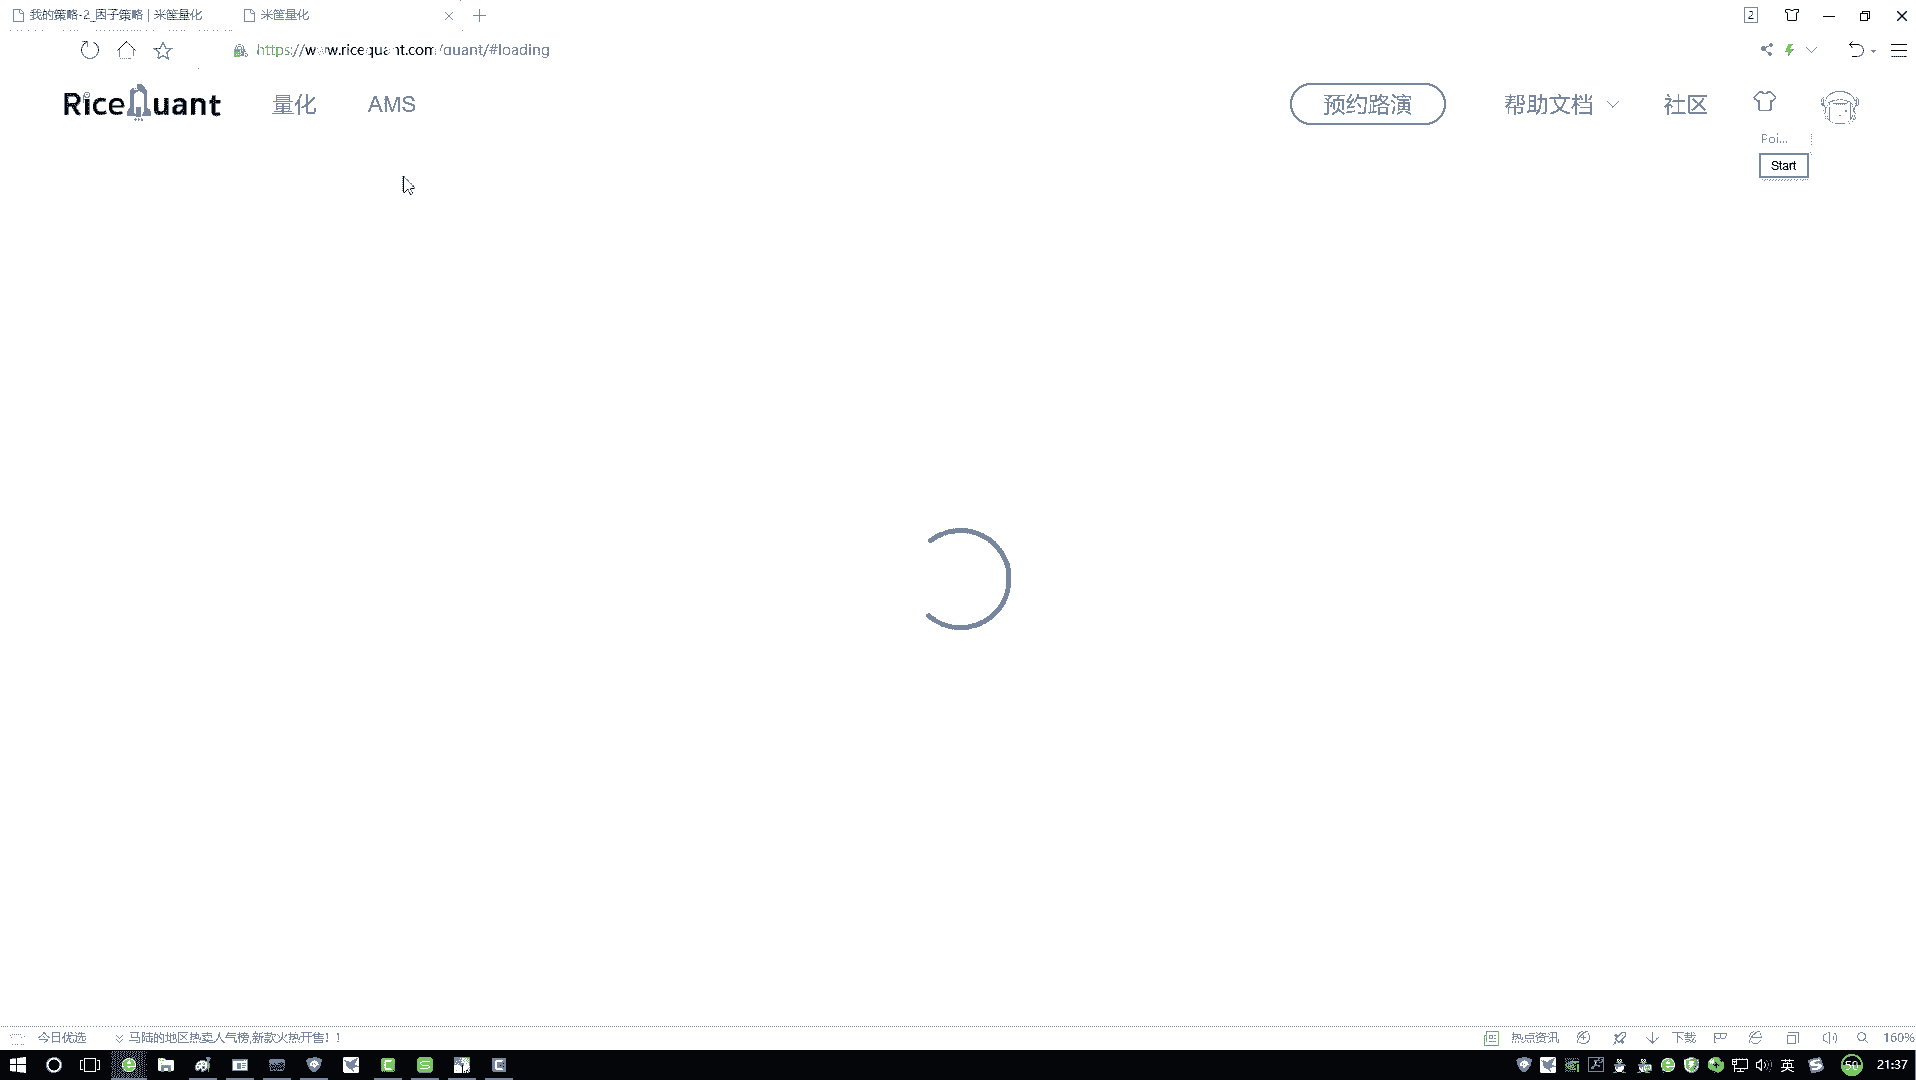 我的策略-2_因子策略 | 米筐量化
米筐量化
2
https://www.ricequant.com/quant/#loading
RiceQuant
量化
AMS
预约路演
帮助文档
社区
Poi...
Start
今日优选
马陆的地区热卖人气榜,新款火热开售！！
热点资讯
下载
160%
英
50
21:37